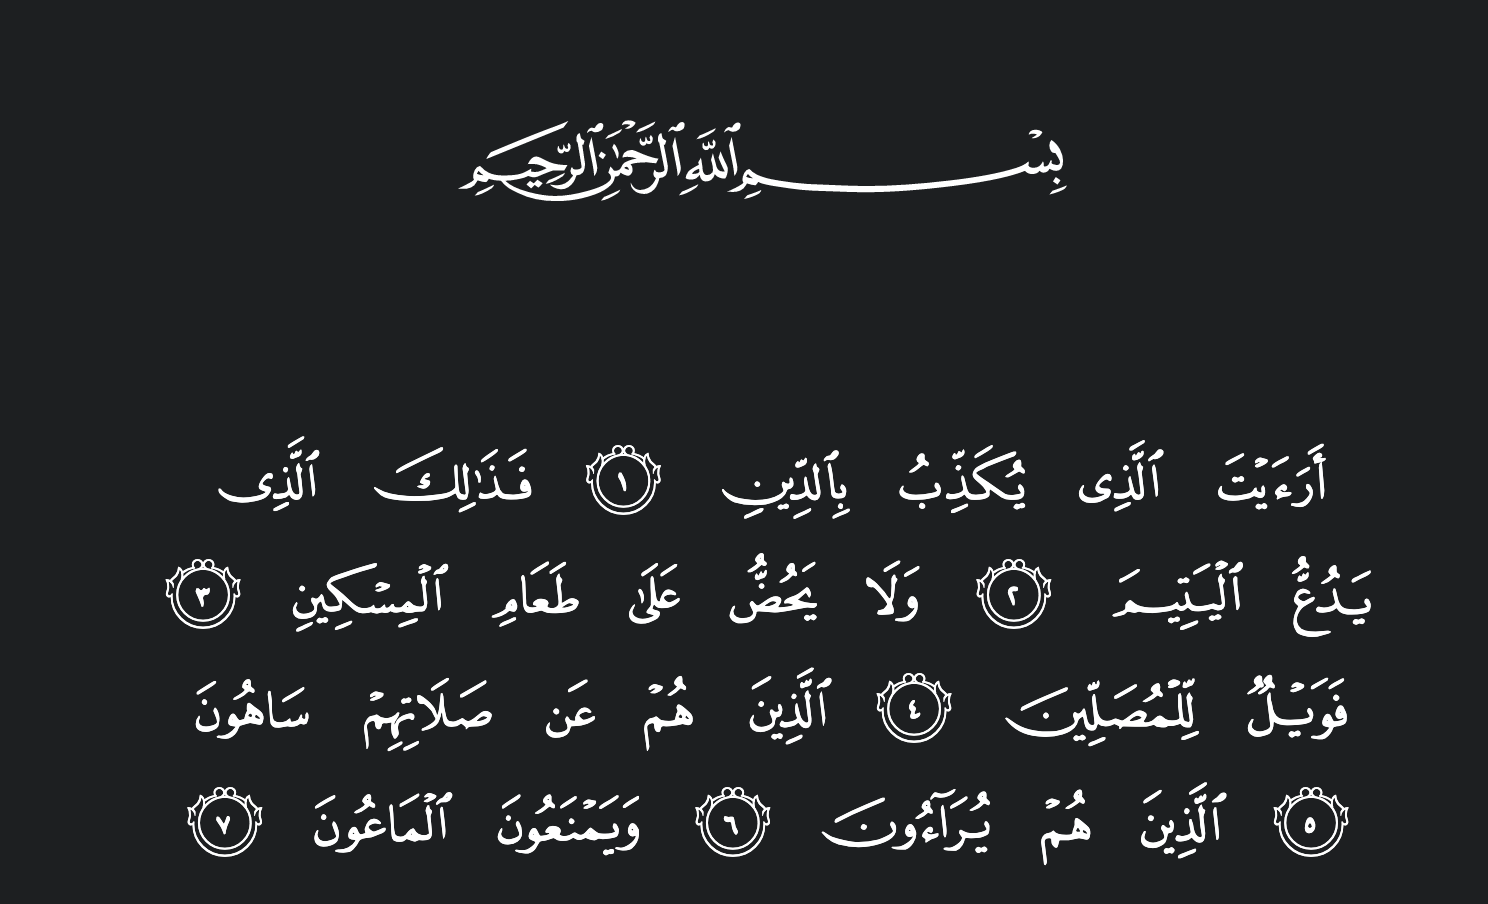 بِسْمِ ٱللَّهِ ٱلرَّحْمَٰنِ ٱلرَّحِيمِ
أَرَءَيْتَ ٱلَّذِى يُكَذِّبُ بِٱلدِّينِ ١ فَذَٰلِكَ ٱلَّذِى
يَدُعُّ ٱلْيَتِيمَ ٢ وَلَا يَحُضُّ عَلَىٰ طَعَامِ ٱلْمِسْكِينِ ٣
فَوَيْلٌ لِّلْمُصَلِّينَ ٤ ٱلَّذِينَ هُمْ عَن صَلَاتِهِمْ سَاهُونَ
٥ ٱلَّذِينَ هُمْ يُرَآءُونَ ٦ وَيَمْنَعُونَ ٱلْمَاعُونَ ٧